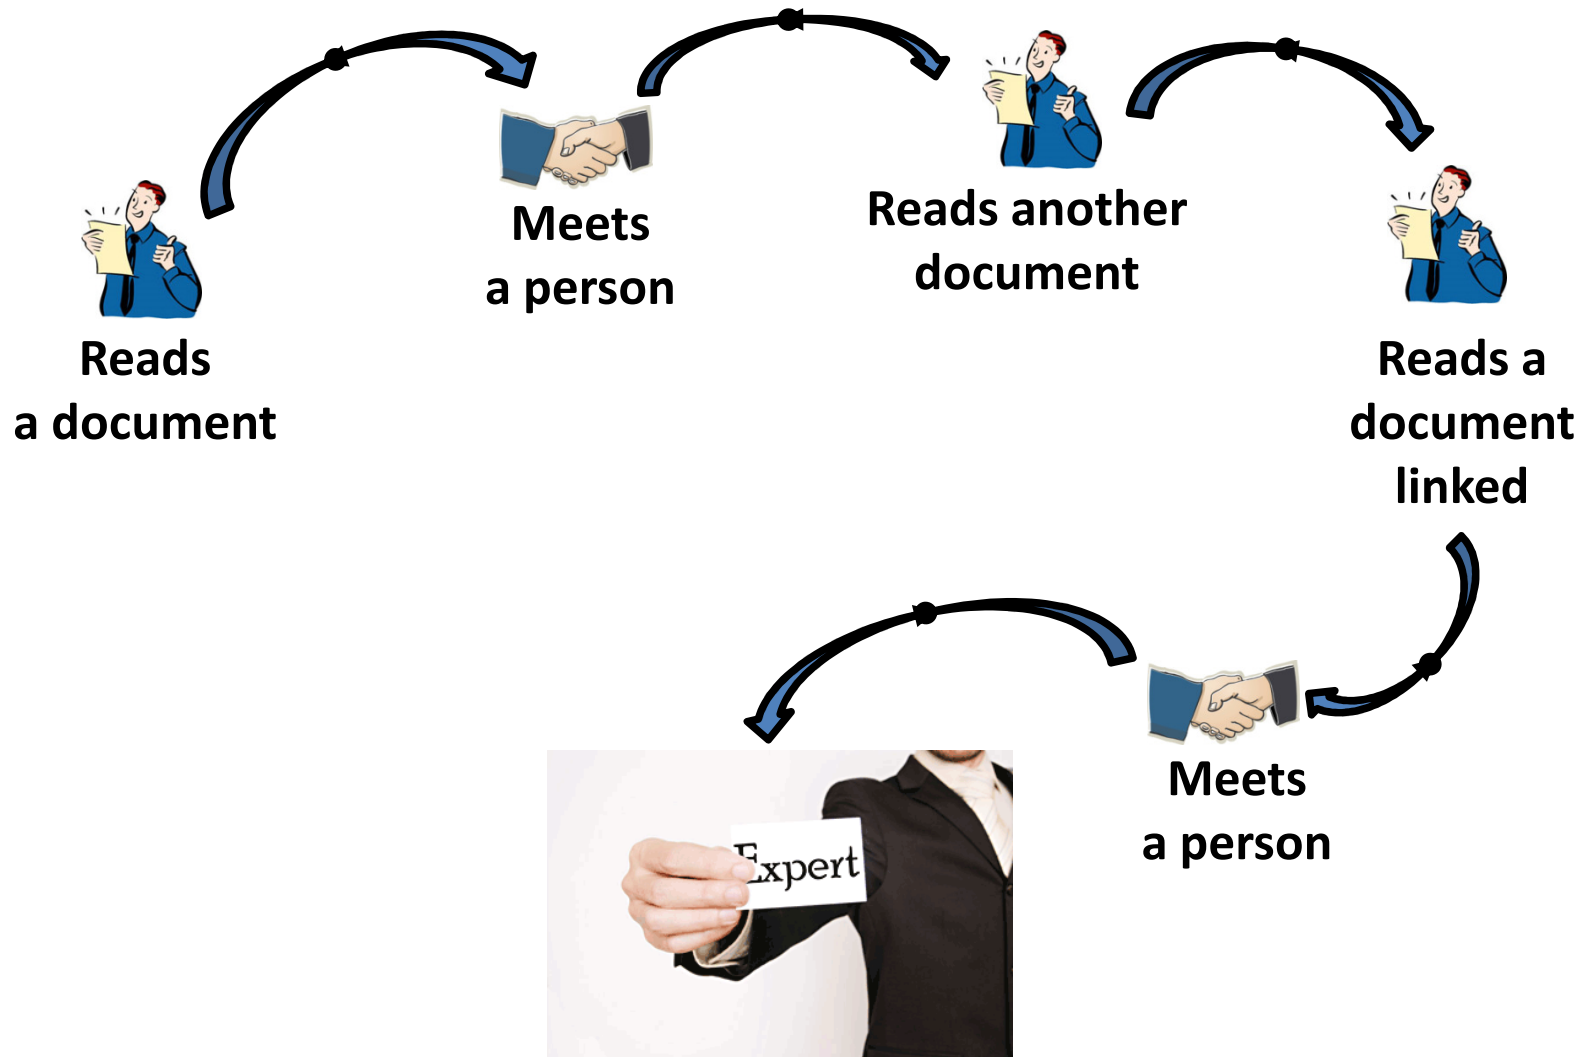 Reads
a document
Meets
a person
Reads another
document
Reads a
document
linked
Meets
a person
Expert